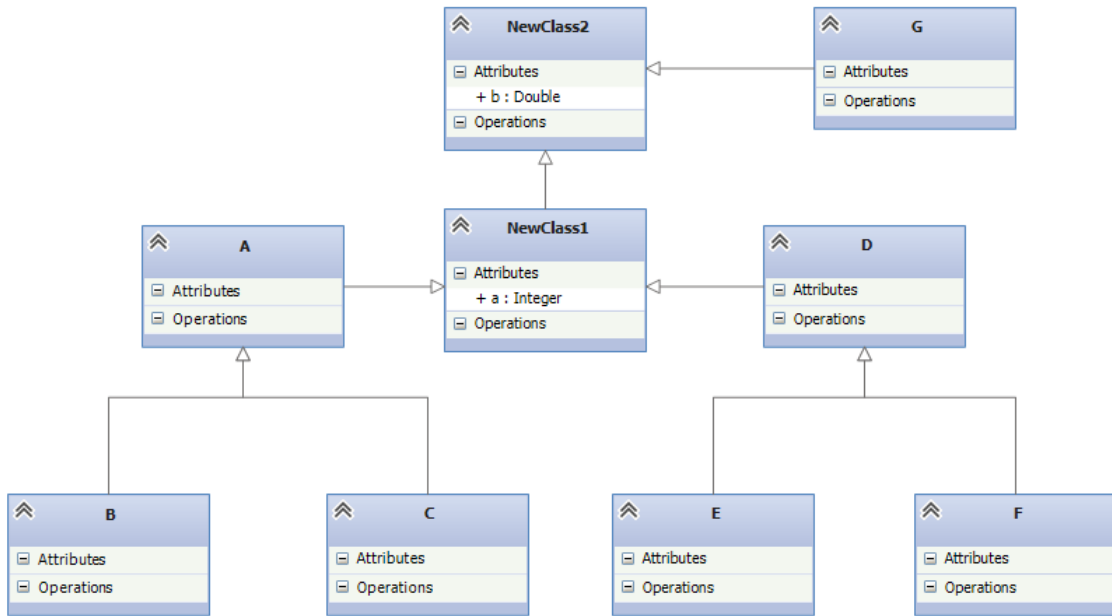 NewClass2
Attributes
+ b : Double
Operations
G
Attributes
Operations
A
Attributes
Operations
NewClass1
Attributes
+ a : Integer
Operations
D
Attributes
Operations
B
Attributes
Operations
C
Attributes
Operations
E
Attributes
Operations
F
Attributes
Operations